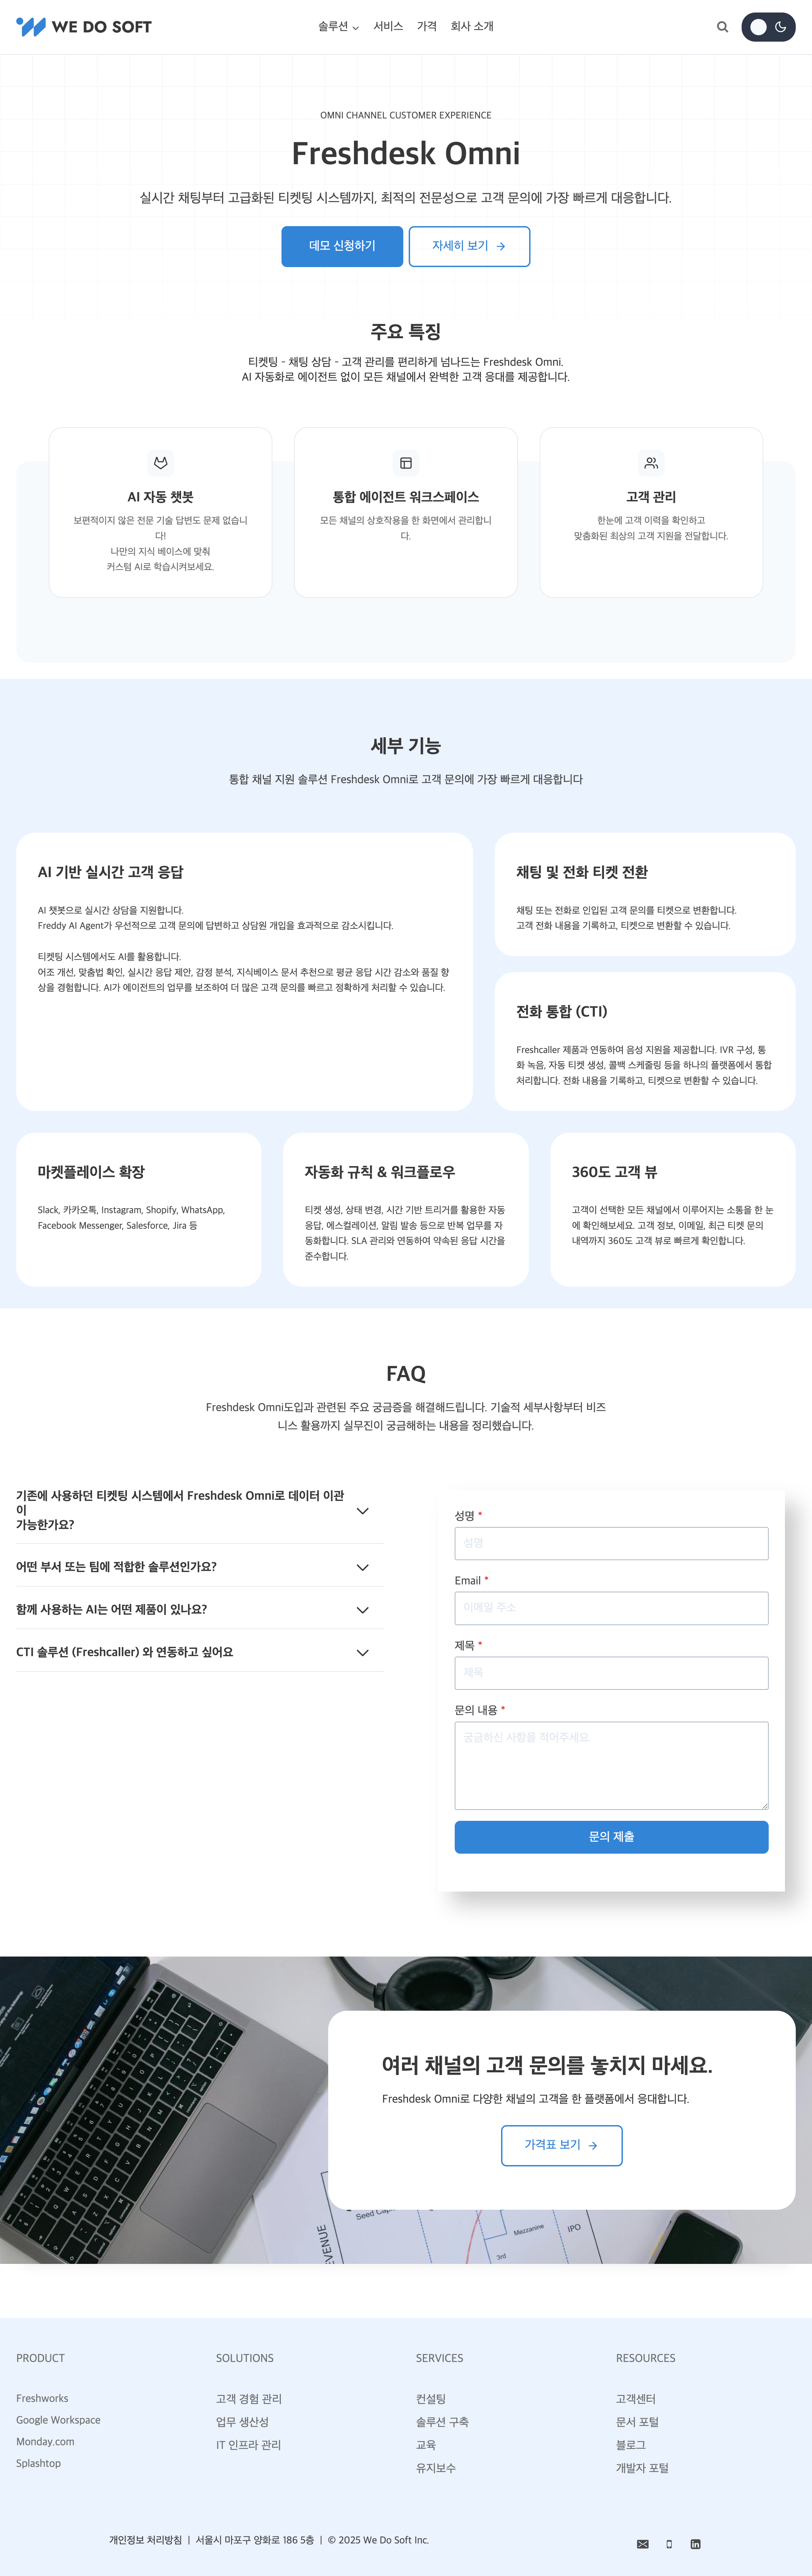 WE DO SOFT
솔루션
서비스
가격
회사 소개
OMNI CHANNEL CUSTOMER EXPERIENCE
Freshdesk Omni
실시간 채팅부터 고급화된 티켓팅 시스템까지, 최적의 전문성으로 고객 문의에 가장 빠르게 대응합니다.
데모 신청하기
자세히 보기
주요 특징
티켓팅 - 채팅 상담 - 고객 관리를 편리하게 넘나드는 Freshdesk Omni.
AI 자동화로 에이전트 없이 모든 채널에서 완벽한 고객 응대를 제공합니다.
AI 자동 챗봇
보편적이지 않은 전문 기술 답변도 문제 없습니
다!
나만의 지식 베이스에 맞춰
커스텀 AI로 학습시켜보세요.
통합 에이전트 워크스페이스
모든 채널의 상호작용을 한 화면에서 관리합니
다.
고객 관리
한눈에 고객 이력을 확인하고
맞춤화된 최상의 고객 지원을 전달합니다.
세부 기능
통합 채널 지원 솔루션 Freshdesk Omni로 고객 문의에 가장 빠르게 대응합니다
AI 기반 실시간 고객 응답
AI 챗봇으로 실시간 상담을 지원합니다.
Freddy AI Agent가 우선적으로 고객 문의에 답변하고 상담원 개입을 효과적으로 감소시킵니다.
티켓팅 시스템에서도 AI를 활용합니다.
어조 개선, 맞춤법 확인, 실시간 응답 제안, 감정 분석, 지식베이스 문서 추천으로 평균 응답 시간 감소와 품질 향
상을 경험합니다. AI가 에이전트의 업무를 보조하여 더 많은 고객 문의를 빠르고 정확하게 처리할 수 있습니다.
채팅 및 전화 티켓 전환
채팅 또는 전화로 인입된 고객 문의를 티켓으로 변환합니다.
고객 전화 내용을 기록하고, 티켓으로 변환할 수 있습니다.
전화 통합 (CTI)
Freshcaller 제품과 연동하여 음성 지원을 제공합니다. IVR 구성, 통
화 녹음, 자동 티켓 생성, 콜백 스케줄링 등을 하나의 플랫폼에서 통합
처리합니다. 전화 내용을 기록하고, 티켓으로 변환할 수 있습니다.
마켓플레이스 확장
Slack, 카카오톡, Instagram, Shopify, WhatsApp,
Facebook Messenger, Salesforce, Jira 등
자동화 규칙 & 워크플로우
티켓 생성, 상태 변경, 시간 기반 트리거를 활용한 자동
응답, 에스컬레이션, 알림 발송 등으로 반복 업무를 자
동화합니다. SLA 관리와 연동하여 약속된 응답 시간을
준수합니다.
360도 고객 뷰
고객이 선택한 모든 채널에서 이루어지는 소통을 한 눈
에 확인해보세요. 고객 정보, 이메일, 최근 티켓 문의
내역까지 360도 고객 뷰로 빠르게 확인합니다.
FAQ
Freshdesk Omni도입과 관련된 주요 궁금증을 해결해드립니다. 기술적 세부사항부터 비즈
니스 활용까지 실무진이 궁금해하는 내용을 정리했습니다.
기존에 사용하던 티켓팅 시스템에서 Freshdesk Omni로 데이터 이관
이
가능한가요?
어떤 부서 또는 팀에 적합한 솔루션인가요?
함께 사용하는 AI는 어떤 제품이 있나요?
CTI 솔루션 (Freshcaller) 와 연동하고 싶어요
성명 *
성명
Email *
이메일 주소
제목 *
제목
문의 내용 *
궁금하신 사항을 적어주세요.
문의 제출
여러 채널의 고객 문의를 놓치지 마세요.
Freshdesk Omni로 다양한 채널의 고객을 한 플랫폼에서 응대합니다.
가격표 보기
Mezzanine
IPO
3rd
PRODUCT
Freshworks
Google Workspace
Monday.com
Splashtop
SOLUTIONS
고객 경험 관리
업무 생산성
IT 인프라 관리
SERVICES
컨설팅
솔루션 구축
교육
유지보수
RESOURCES
고객센터
문서 포털
블로그
개발자 포털
개인정보 처리방침 | 서울시 마포구 양화로 186 5층 | © 2025 We Do Soft Inc.